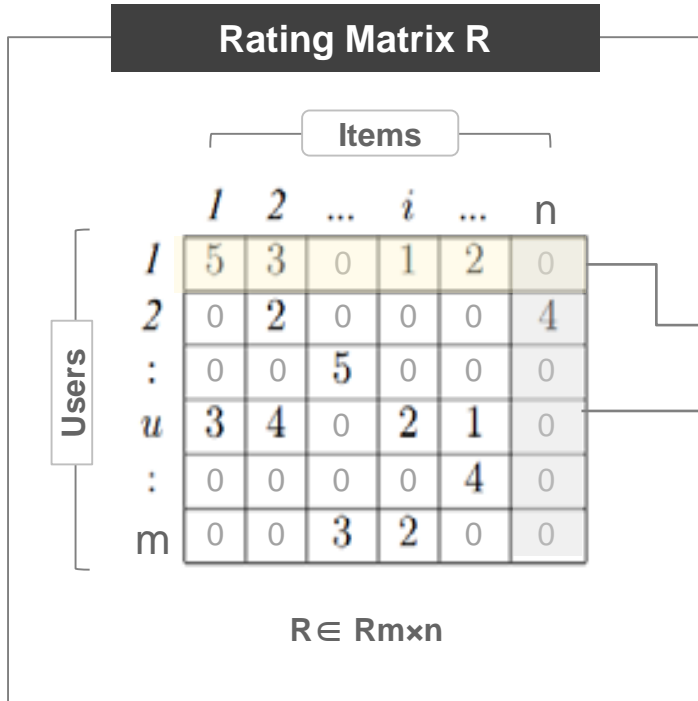 Rating Matrix R
Items
1 2 ... i ... n
1 5 3 0 1 2 0
2 0 2 0 0 0 4
: 0 0 5 0 0 0
Users
u 3 4 0 2 1 0
: 0 0 0 0 4 0
m 0 0 3 2 0 0
R∈ Rm×n